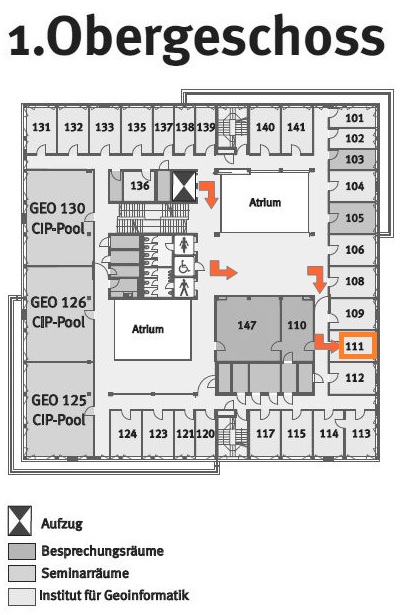 1.Obergeschoss
131 132 133 135 137 138 139 140 141 101
102
103
136 104
GEO 130
CIP-Pool
Atrium
105
106
GEO 126
CIP-Pool
108
109
Atrium
147 110
111
112
GEO 125
CIP-Pool
124 123 121 120 117 115 114 113
Aufzug
Besprechungsräume
Seminarräume
Institut für Geoinformatik